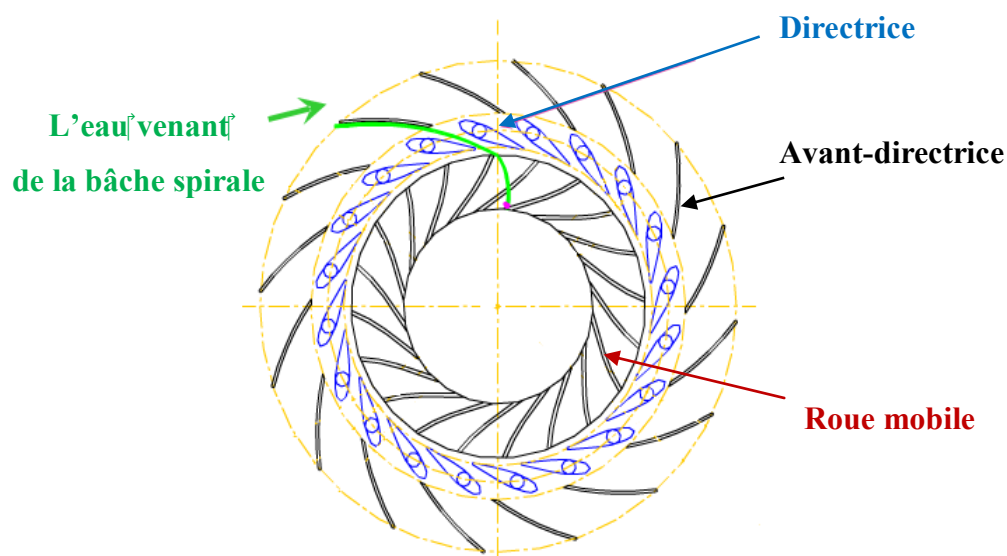 Directrice
L'eau venant
de la bâche spirale
Avant-directrice
Roue mobile